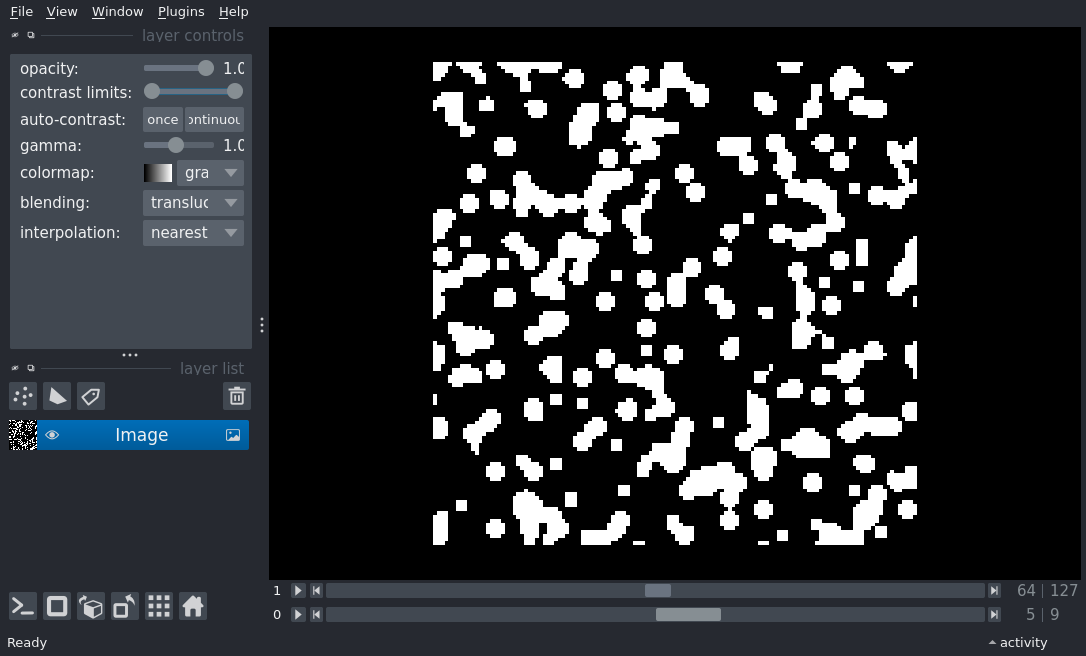 File View Window Plugins Help
layer controls
opacity: 1.0
contrast limits:
auto-contrast: once ontinuou
gamma: 1.0
colormap: gra
blending: transluc
interpolation: nearest
layer list
Image
1 64 127
0 5 9
Ready activity